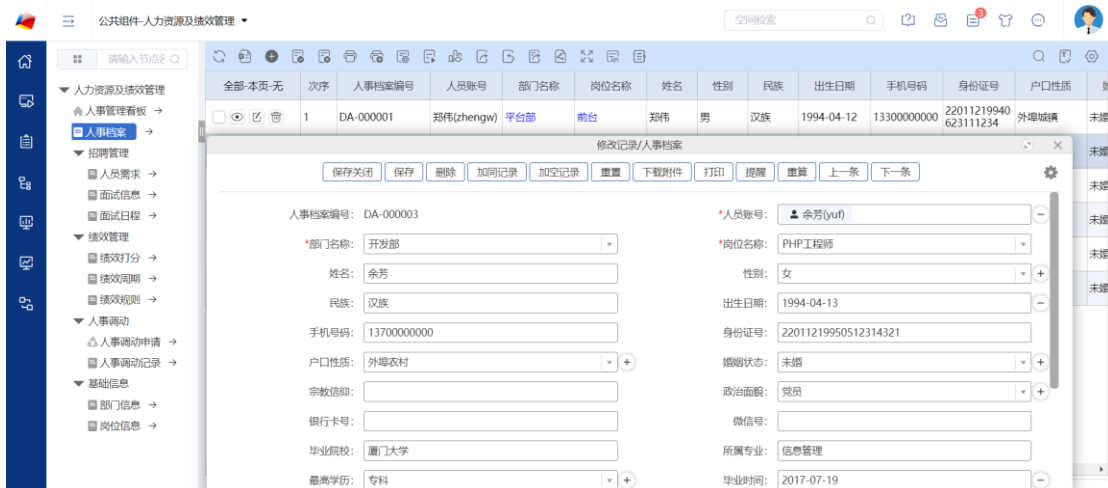 公共组件-人力资源及绩效管理
空间检索
3
请输入节点名
人力资源及绩效管理
人事管理看板
人事档案
招聘管理
人员需求
面试信息
面试日程
绩效管理
绩效打分
绩效周期
绩效规则
人事调动
人事调动申请
人事调动记录
基础信息
部门信息
岗位信息
全部-本页-无 次序 人事档案编号 人员账号 部门名称 岗位名称 姓名 性别 民族 出生日期 手机号码 身份证号 户口性质
1 DA-000001 郑伟(zhengw) 平台部 前台 郑伟 男 汉族 1994-04-12 13300000000 22011219940 外埠城镇 未婚
623111234
修改记录/人事档案
保存关闭 保存 删除 加同记录 加空记录 重置 下载附件 打印 提醒 重算 上一条 下一条
人事档案编号: DA-000003 *人员账号: 余芳(yuf)
*部门名称: 开发部 *岗位名称: PHP工程师
姓名: 余芳 性别: 女
民族: 汉族 出生日期: 1994-04-13
手机号码: 13700000000 身份证号: 22011219950512314321
户口性质: 外埠农村 婚姻状态: 未婚
宗教信仰: 政治面貌: 党员
银行卡号: 微信号:
毕业院校: 厦门大学 所属专业: 信息管理
最高学历: 专科 毕业时间: 2017-07-19
未婚
未婚
未婚
未婚
未婚